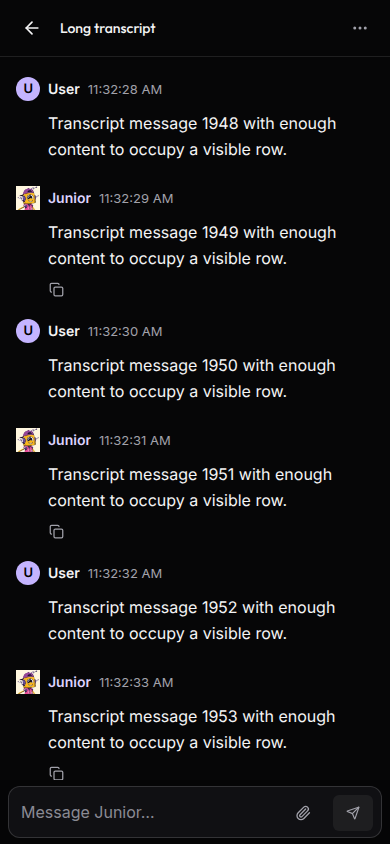 Long transcript
U User 11:32:28 AM
Transcript message 1948 with enough
content to occupy a visible row.
Junior 11:32:29 AM
Transcript message 1949 with enough
content to occupy a visible row.
U User 11:32:30 AM
Transcript message 1950 with enough
content to occupy a visible row.
Junior 11:32:31 AM
Transcript message 1951 with enough
content to occupy a visible row.
U User 11:32:32 AM
Transcript message 1952 with enough
content to occupy a visible row.
Junior 11:32:33 AM
Transcript message 1953 with enough
content to occupy a visible row.
Message Junior...